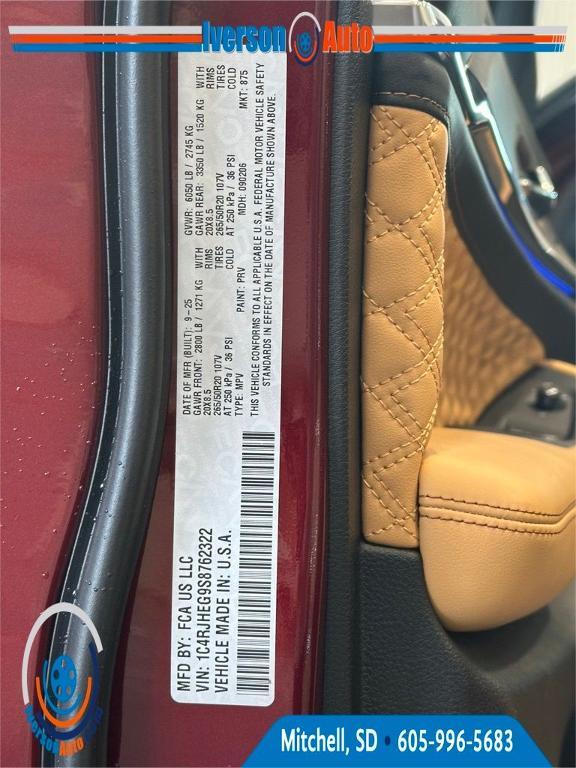 Iverson Auto
MFD BY: FCA US LLC
VIN: 1C4RJHEG9S8762322
VEHICLE MADE IN: U.S.A.
DATE OF MFR (BUILT): 9-25
GVWR: 6050 LB / 2745 KG
GAWR FRONT: 2800 LB / 1271 KG WITH
GAWR REAR: 3350 LB / 1520 KG WITH
20X8.5 RIMS
20X8.5 RIMS
265/50R20 107V TIRES
265/50R20 107V TIRES
AT 250 kPa / 36 PSI COLD
AT 250 kPa / 36 PSI COLD
TYPE: MPV PAINT: PRV MDH: 090206 MKT: 875
THIS VEHICLE CONFORMS TO ALL APPLICABLE U.S.A. FEDERAL MOTOR VEHICLE SAFETY
STANDARDS IN EFFECT ON THE DATE OF MANUFACTURE SHOWN ABOVE.
Iverson
Auto
Mitchell, SD • 605-996-5683